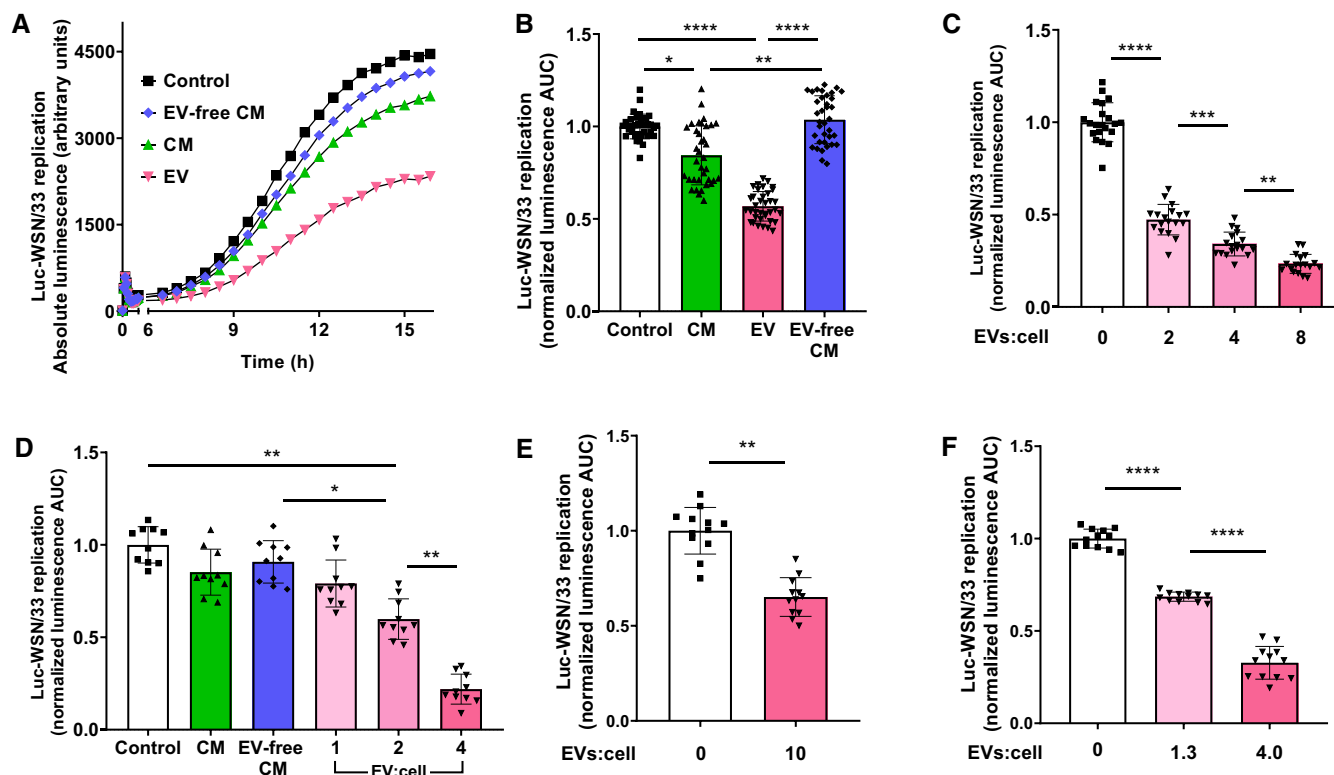 A
Luc-WSN/33 replication
Absolute luminescence (arbitrary units)
4500
3000
1500
0
Control
EV-free CM
CM
EV
0 6 9 12 15
Time (h)
B
Luc-WSN/33 replication
(normalized luminescence AUC)
1.5
1.0
0.5
0.0
**** ****
* **
Control CM EV EV-free
CM
C
Luc-WSN/33 replication
(normalized luminescence AUC)
1.5
1.0
0.5
0.0
****
***
**
EVs:cell 0 2 4 8
D
Luc-WSN/33 replication
(normalized luminescence AUC)
1.5
1.0
0.5
0.0
**
*
**
Control CM EV-free 1 2 4
CM
EV:cell
E
Luc-WSN/33 replication
(normalized luminescence AUC)
1.5
1.0
0.5
0.0
**
EVs:cell 0 10
F
Luc-WSN/33 replication
(normalized luminescence AUC)
1.5
1.0
0.5
0.0
****
****
EVs:cell 0 1.3 4.0